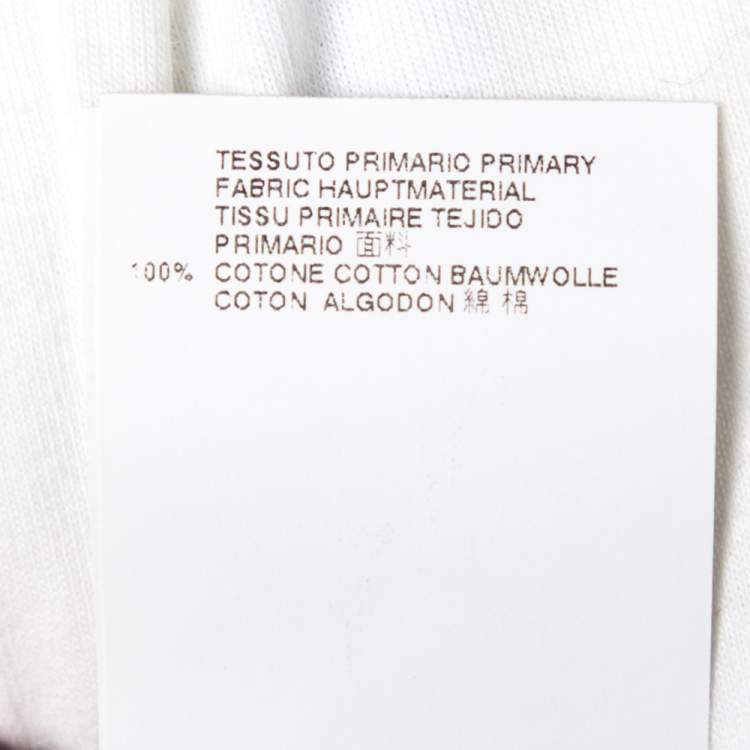 TESSUTO PRIMARIO PRIMARY
FABRIC HAUPTMATERIAL
TISSU PRIMAIRE TEJIDO
PRIMARIO 面料
100% COTONE COTTON BAUMWOLLE
COTON ALGODON 綿 棉